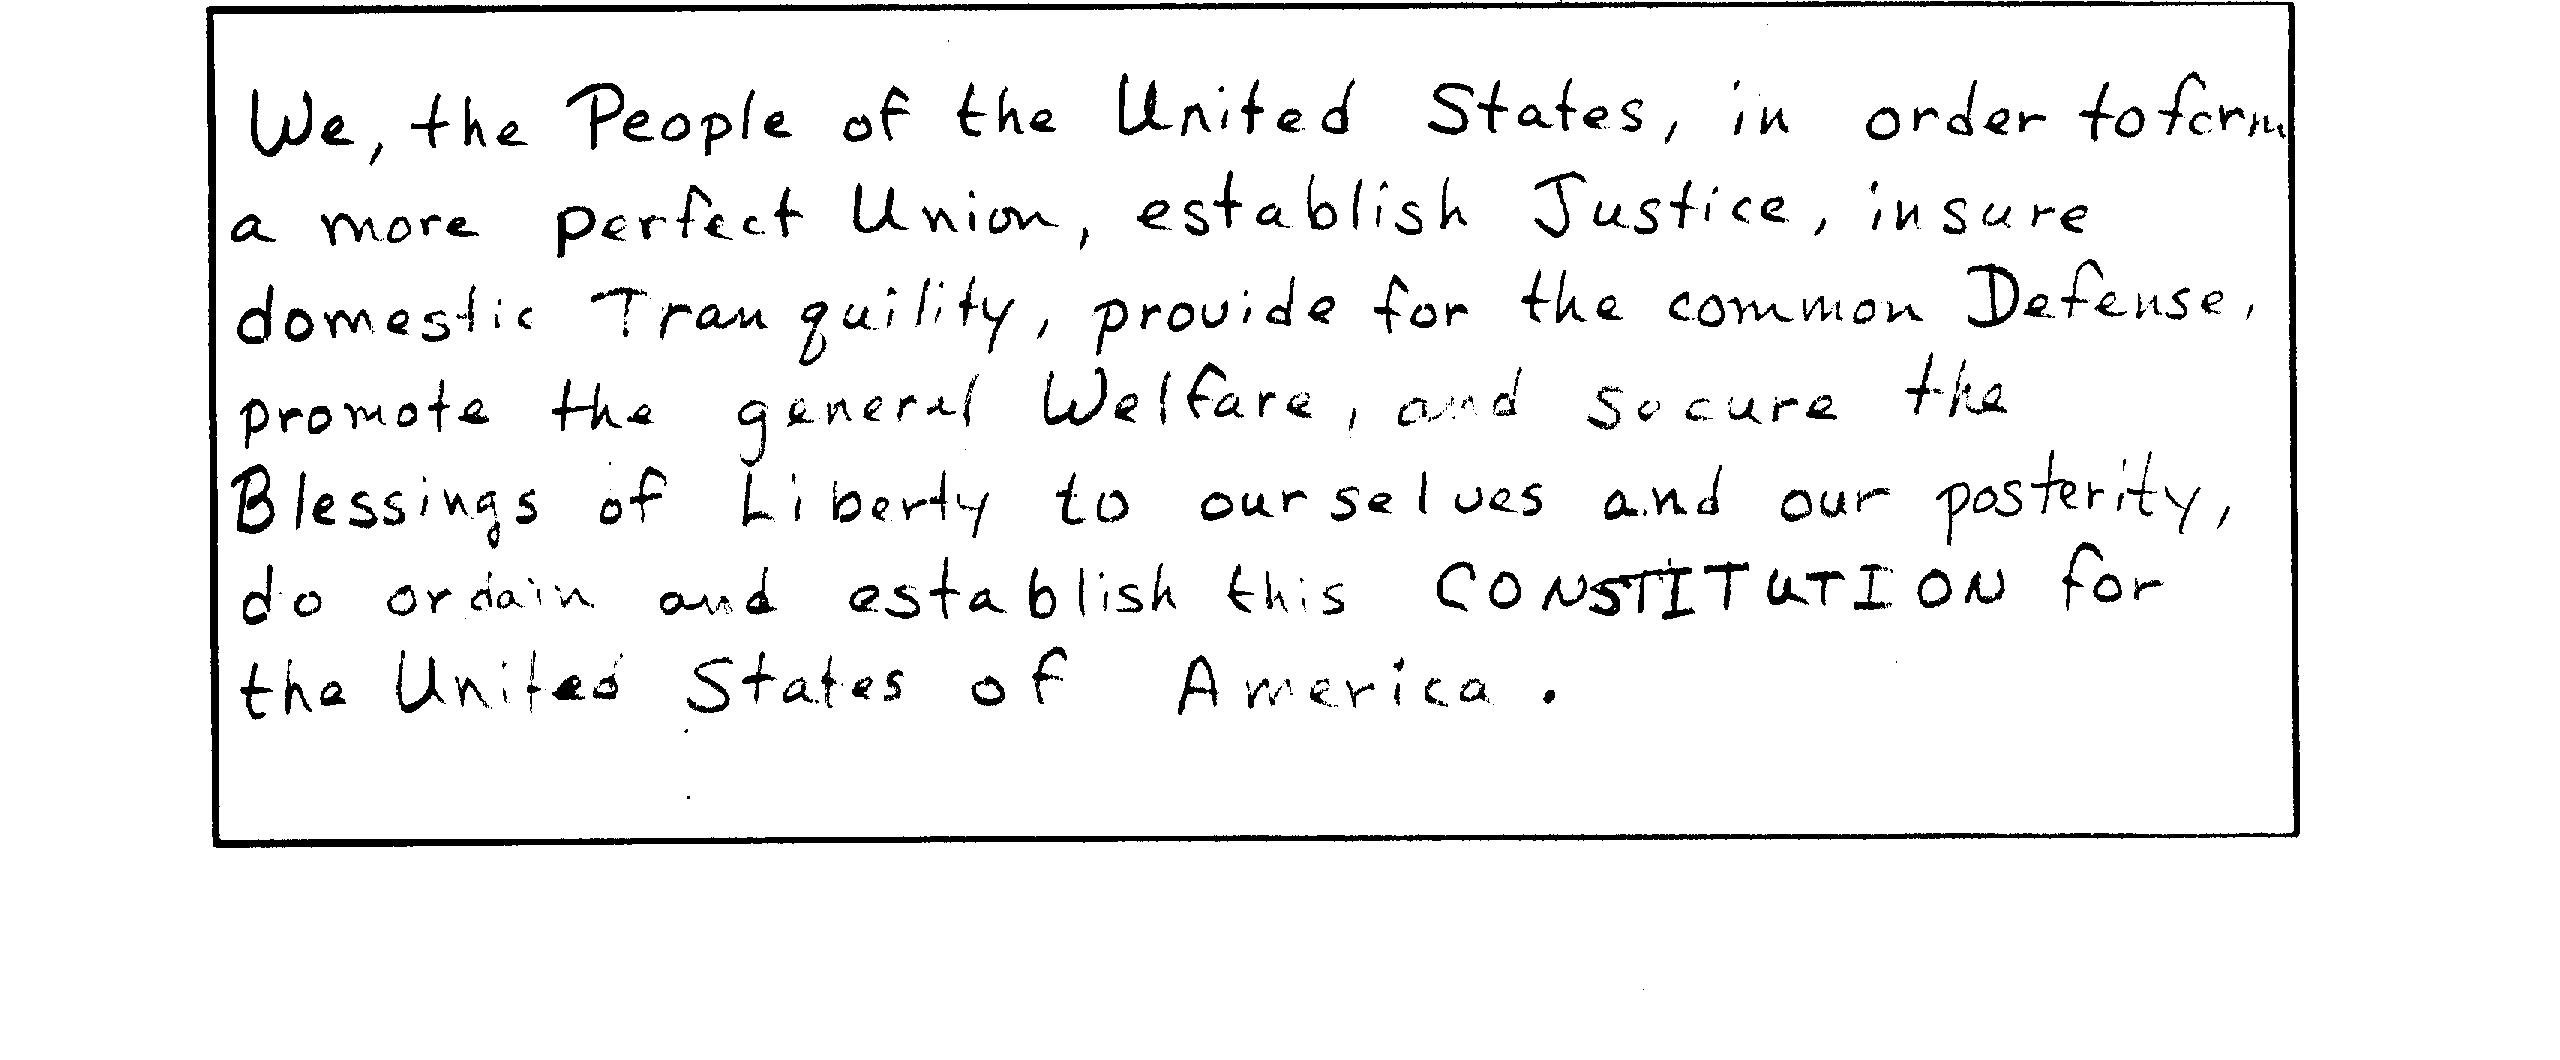 We, the People of the United States, in order to form
a more perfect Union, establish Justice, insure
domestic Tranquility, provide for the common Defense,
promote the general Welfare, and secure the
Blessings of Liberty to ourselves and our posterity,
do ordain and establish this CONSTITUTION for
the United States of America.